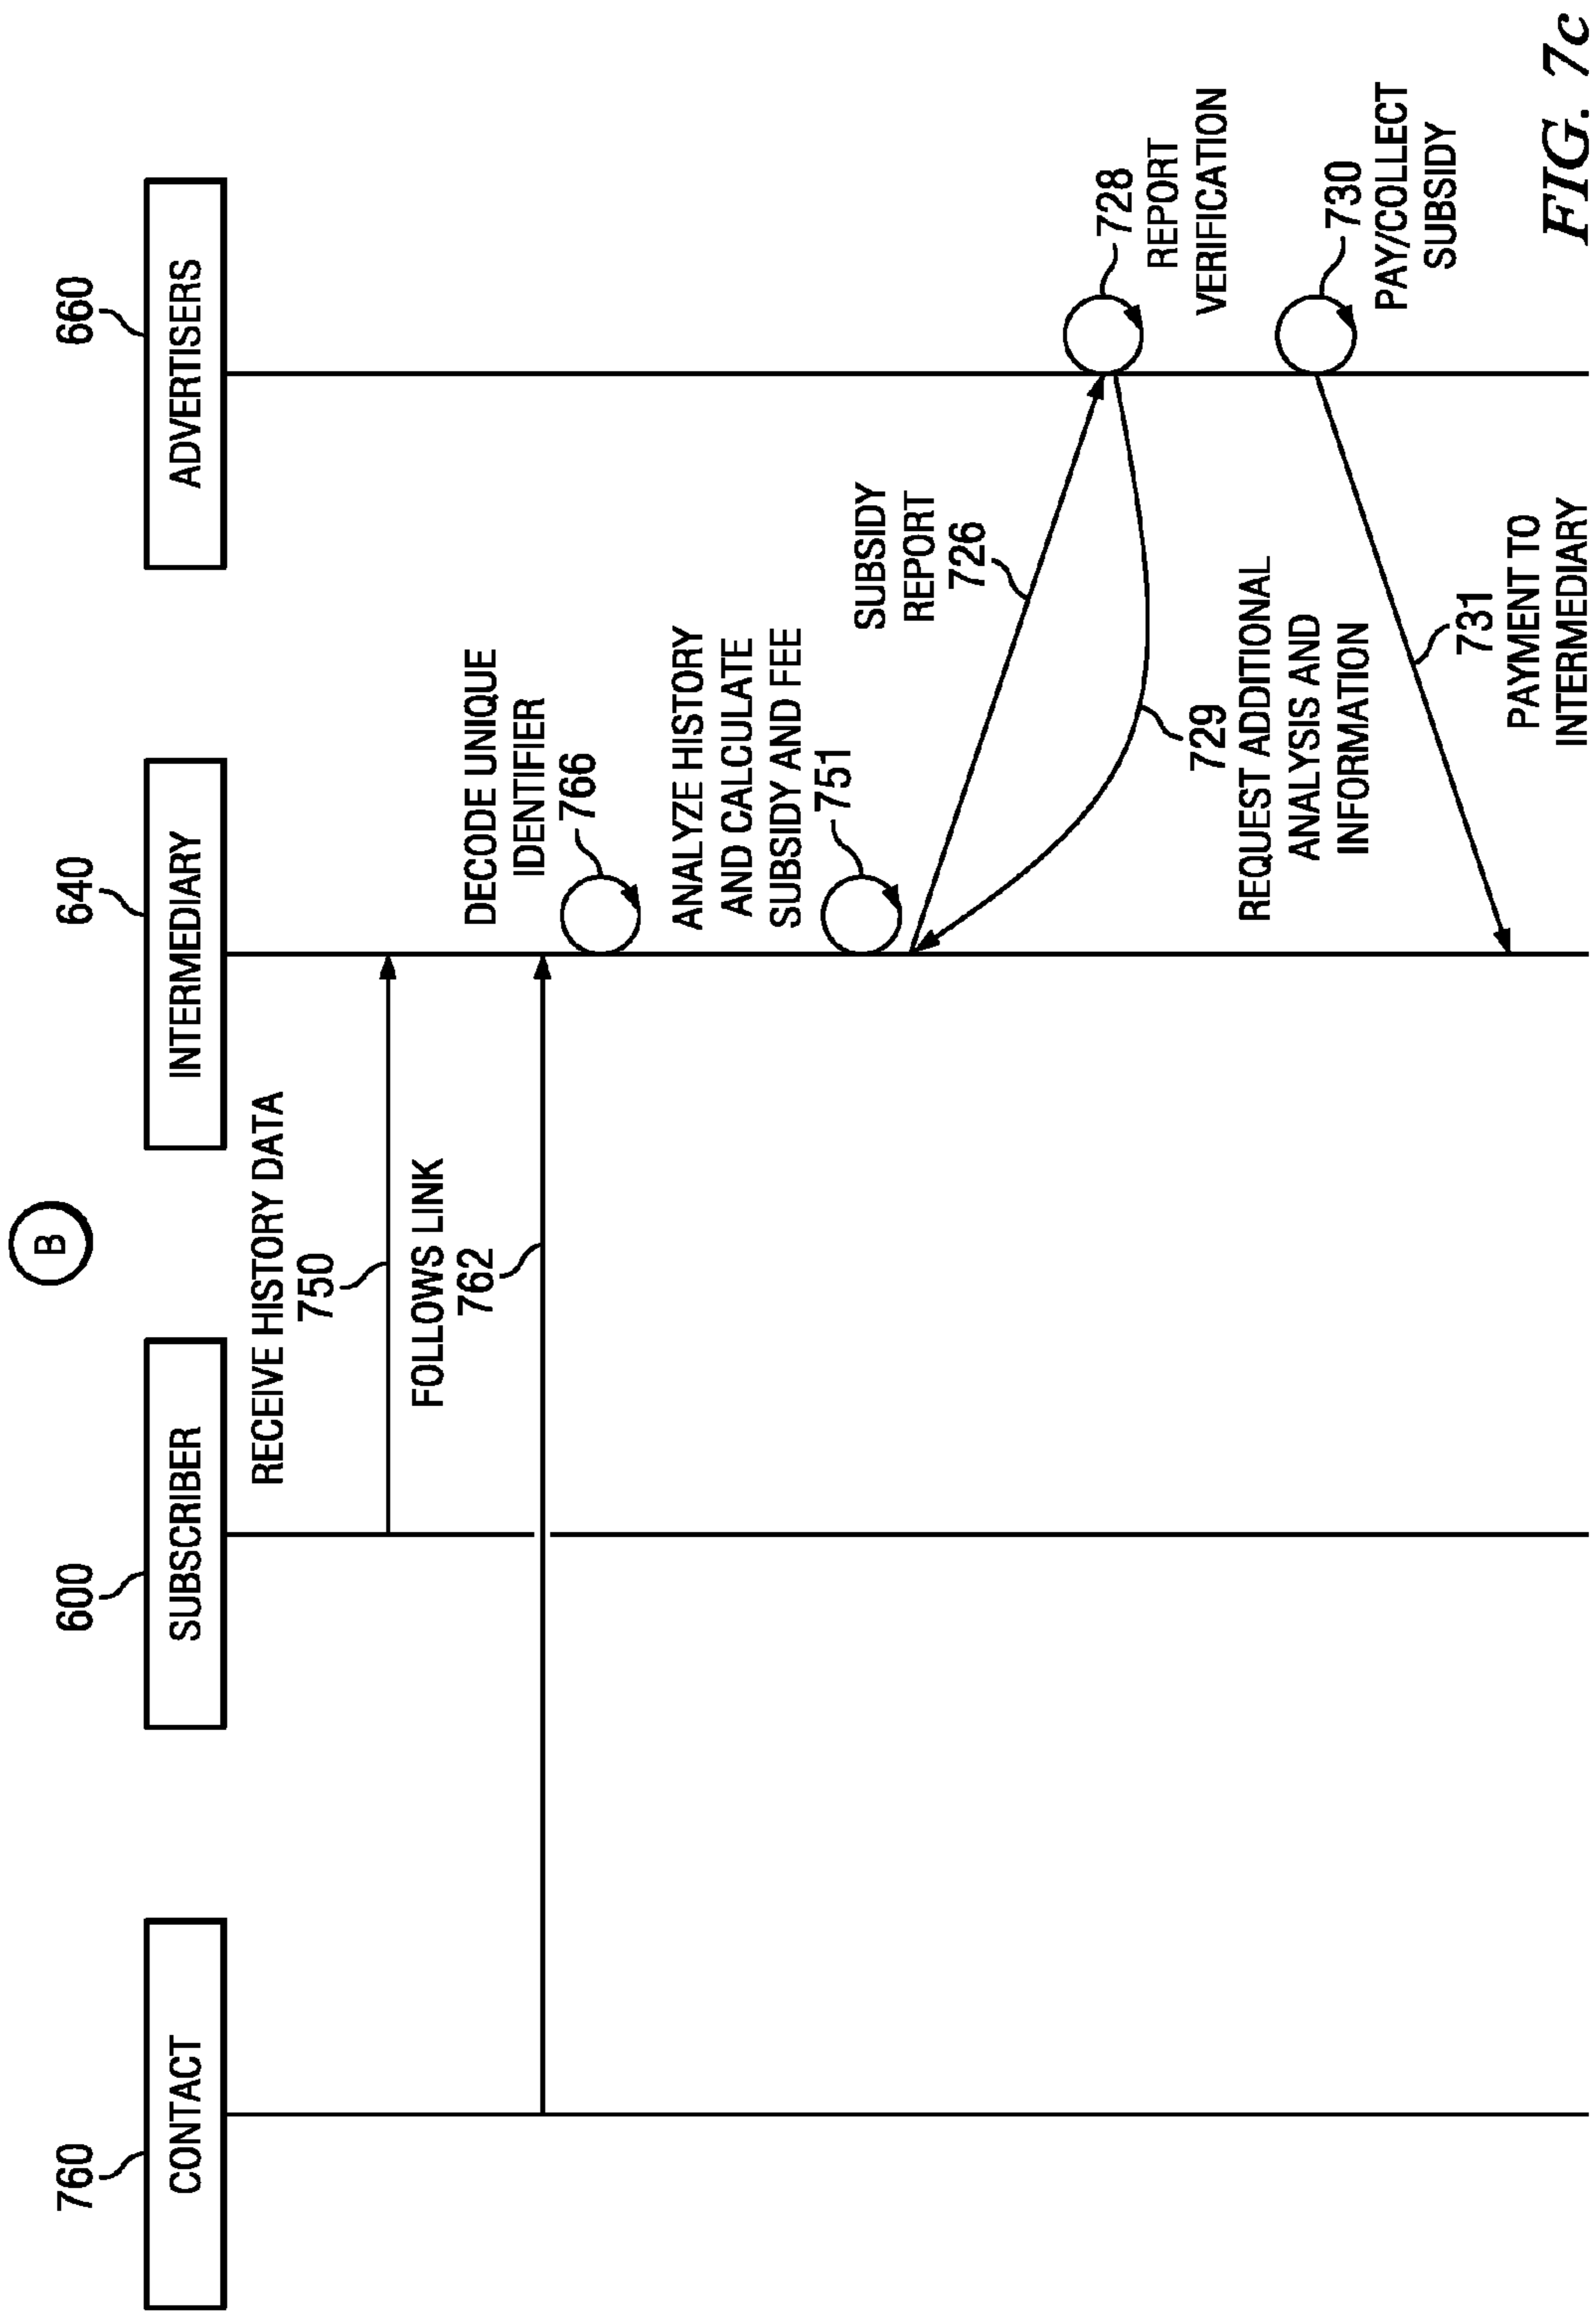 B
760
600
640
660
CONTACT
SUBSCRIBER
INTERMEDIARY
ADVERTISERS
RECEIVE HISTORY DATA
750
FOLLOWS LINK
762
DECODE UNIQUE
IDENTIFIER
766
ANALYZE HISTORY
AND CALCULATE
SUBSIDY AND FEE
751
SUBSIDY
REPORT
726
728
REPORT
VERIFICATION
729
REQUEST ADDITIONAL
ANALYSIS AND
INFORMATION
730
PAY/COLLECT
SUBSIDY
731
PAYMENT TO
INTERMEDIARY
FIG. 7c